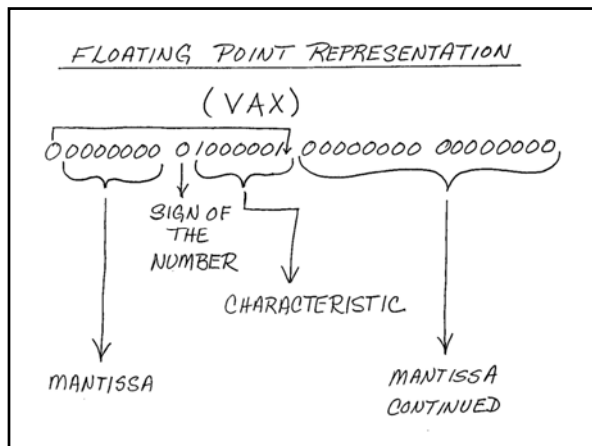 FLOATING POINT REPRESENTATION
(VAX)
00000000 01000001 00000000 00000000
SIGN OF
THE
NUMBER
CHARACTERISTIC
MANTISSA
MANTISSA
CONTINUED